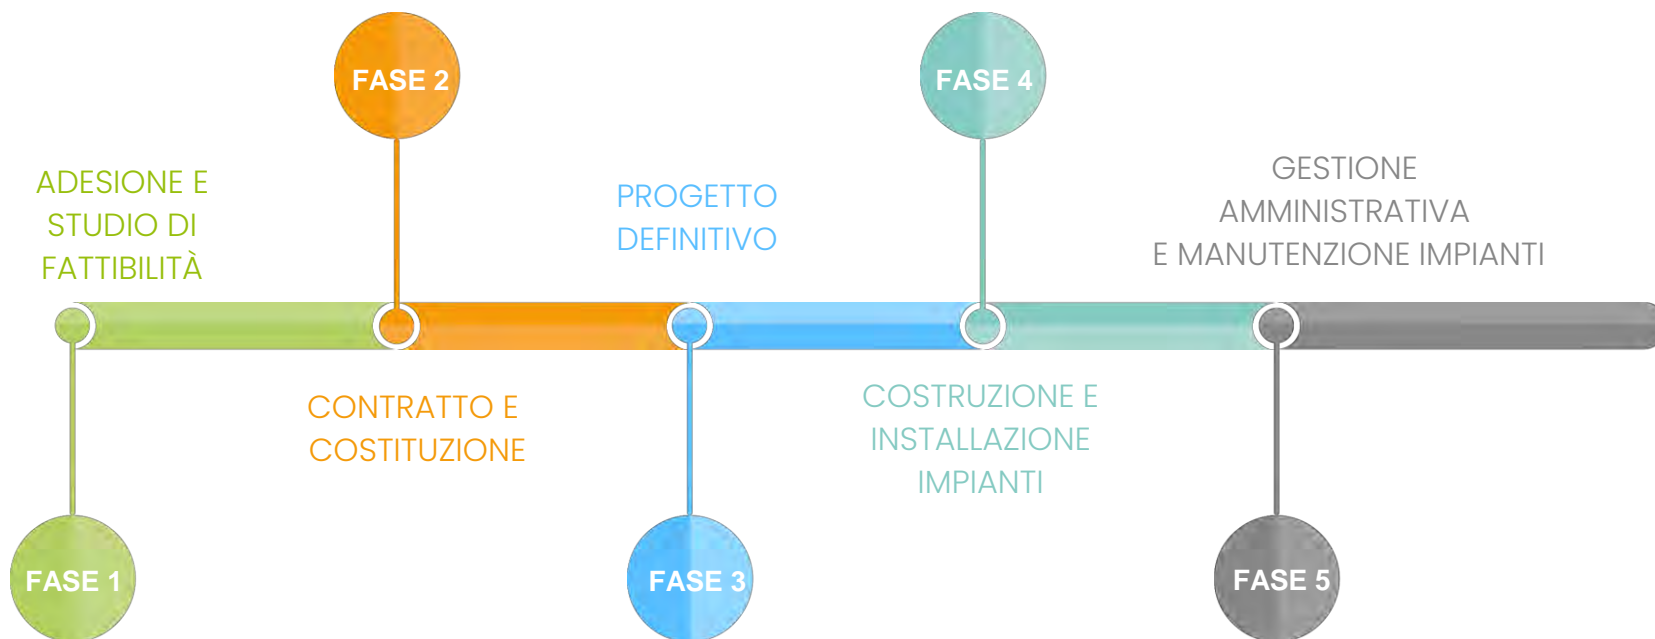 FASE 1
ADESIONE E
STUDIO DI
FATTIBILITÀ
FASE 2
CONTRATTO E
COSTITUZIONE
FASE 3
PROGETTO
DEFINITIVO
FASE 4
COSTRUZIONE E
INSTALLAZIONE
IMPIANTI
FASE 5
GESTIONE
AMMINISTRATIVA
E MANUTENZIONE IMPIANTI